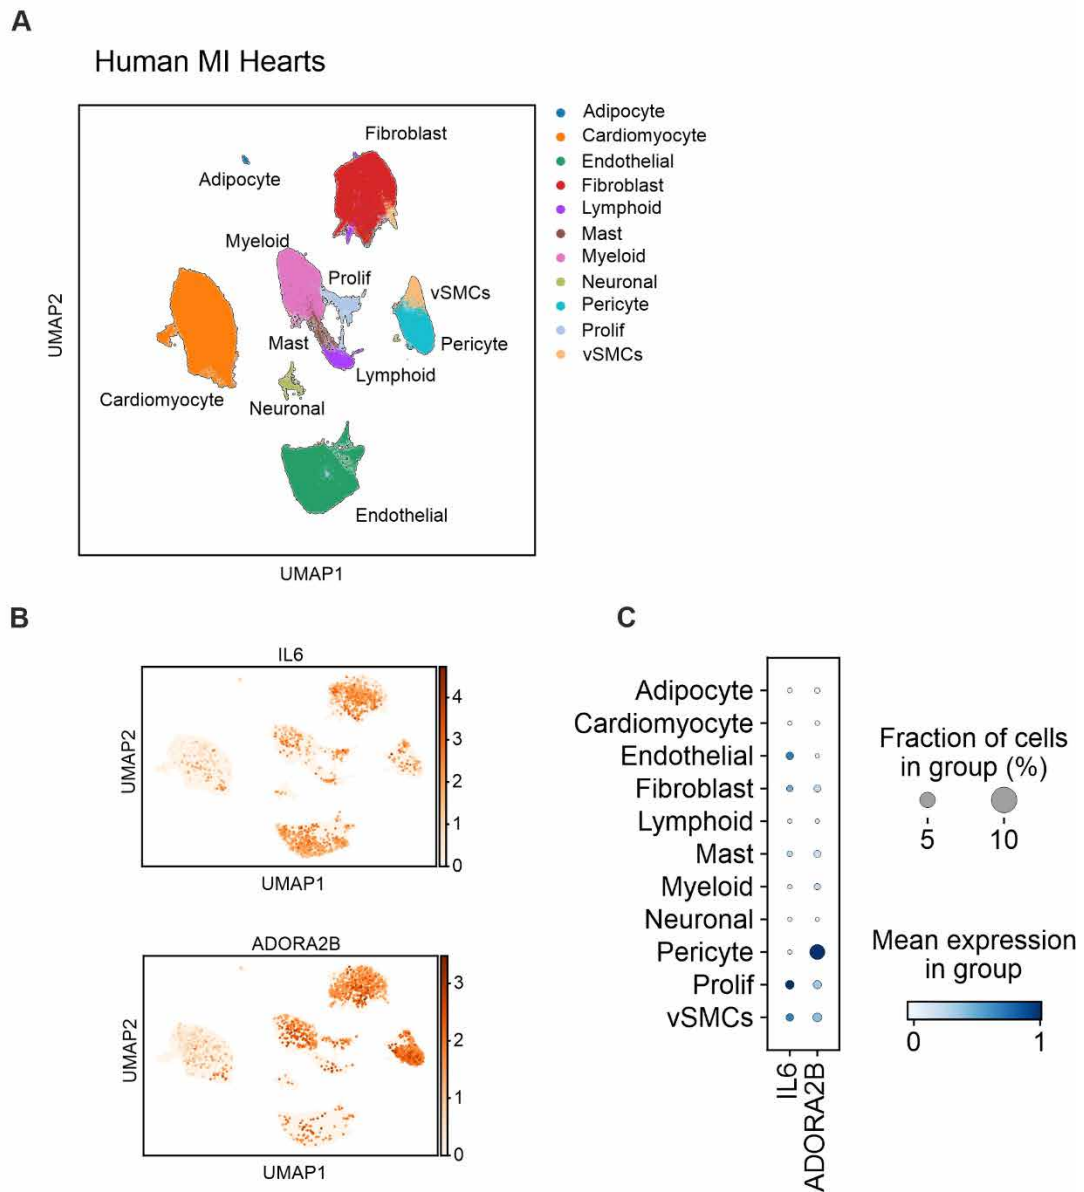 A
Human MI Hearts
Fibroblast
Adipocyte
Myeloid
Prolif
vSMCs
Mast
Pericyte
Lymphoid
Cardiomyocyte
Neuronal
Endothelial
UMAP2
UMAP1
Adipocyte
Cardiomyocyte
Endothelial
Fibroblast
Lymphoid
Mast
Myeloid
Neuronal
Pericyte
Prolif
vSMCs
B
IL6
UMAP2
UMAP1
4
3
2
1
0
ADORA2B
UMAP2
UMAP1
3
2
1
0
C
Adipocyte
Cardiomyocyte
Endothelial
Fibroblast
Lymphoid
Mast
Myeloid
Neuronal
Pericyte
Prolif
vSMCs
IL6
ADORA2B
Fraction of cells
in group (%)
5 10
Mean expression
in group
0 1